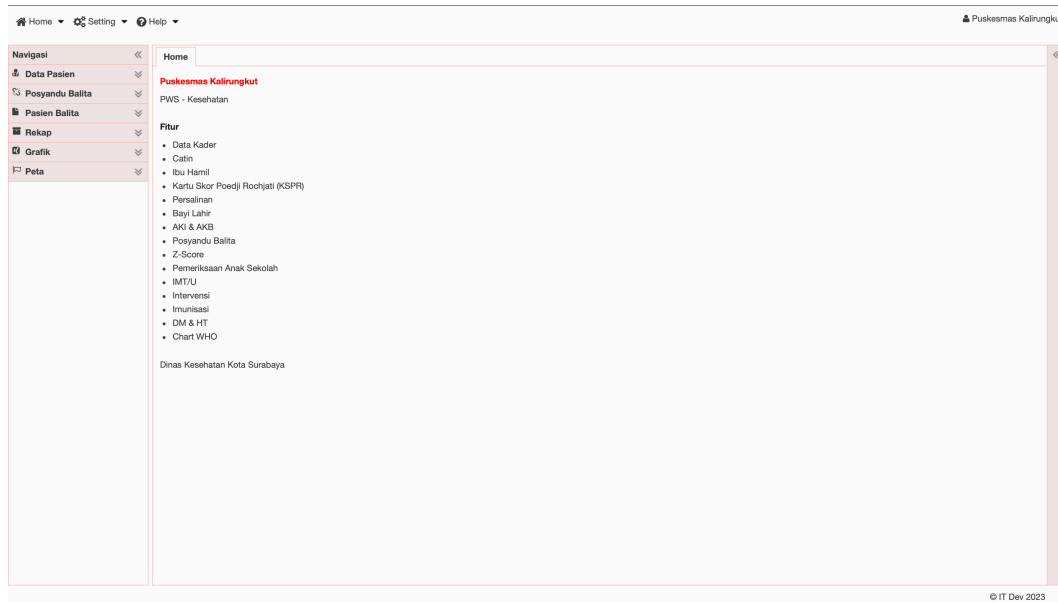 Home Setting Help
Puskesmas Kalirungku
Navigasi
Data Pasien
Posyandu Balita
Pasien Balita
Rekap
Grafik
Peta
Home
Puskesmas Kalirungkut
PWS - Kesehatan
Fitur
• Data Kader
• Catin
• Ibu Hamil
• Kartu Skor Poedji Rochjati (KSPR)
• Persalinan
• Bayi Lahir
• AKI & AKB
• Posyandu Balita
• Z-Score
• Pemeriksaan Anak Sekolah
• IMT/U
• Intervensi
• Imunisasi
• DM & HT
• Chart WHO
Dinas Kesehatan Kota Surabaya
© IT Dev 2023